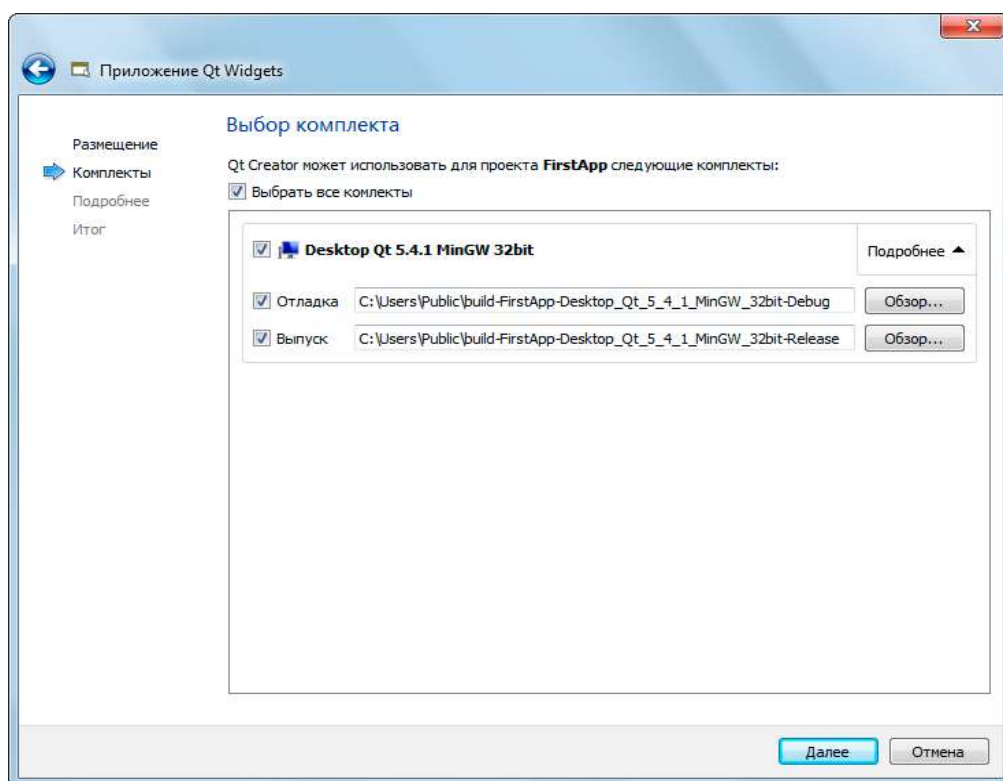 Приложение Qt Widgets
Размещение
Комплекты
Подробнее
Итог
Выбор комплекта
Qt Creator может использовать для проекта FirstApp следующие комплекты:
Выбрать все комлекты
Desktop Qt 5.4.1 MinGW 32bit
Подробнее
Отладка C:\Users\Public\build-FirstApp-Desktop_Qt_5_4_1_MinGW_32bit-Debug Обзор...
Выпуск C:\Users\Public\build-FirstApp-Desktop_Qt_5_4_1_MinGW_32bit-Release Обзор...
Далее Отмена